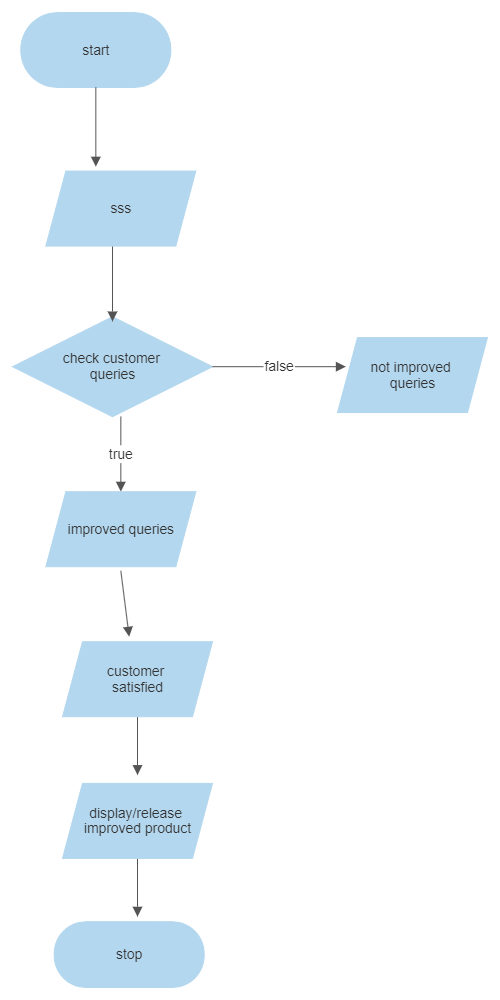 start
sss
check customer
queries
false
not improved
queries
true
improved queries
customer
satisfied
display/release
improved product
stop